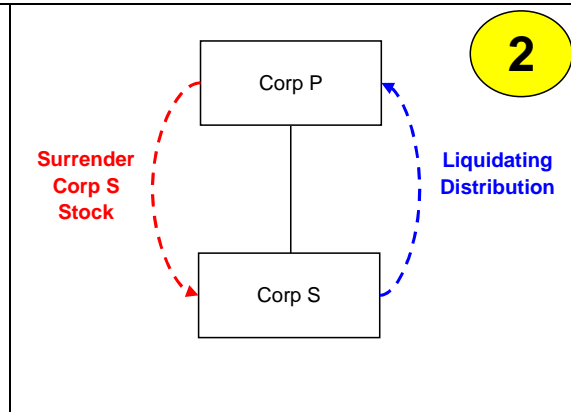 2
Corp P
Surrender
Corp S
Stock
Liquidating
Distribution
Corp S